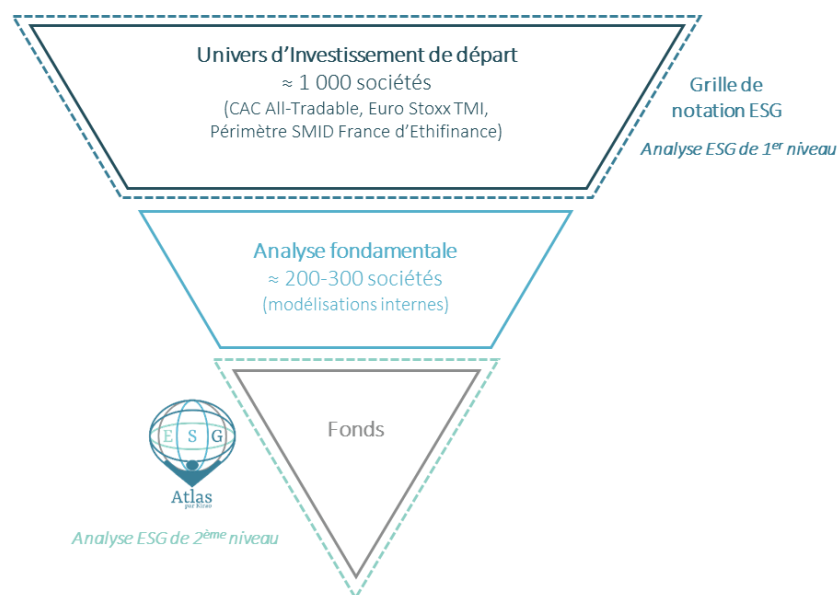 Univers d’Investissement de départ
≈ 1 000 sociétés
(CAC All-Tradable, Euro Stoxx TMI,
Périmètre SMID France d’Ethifinance)
Grille de
notation ESG
Analyse ESG de 1er niveau
Analyse fondamentale
≈ 200-300 sociétés
(modélisations internes)
Fonds
E S G
Atlas
Analyse ESG de 2ème niveau